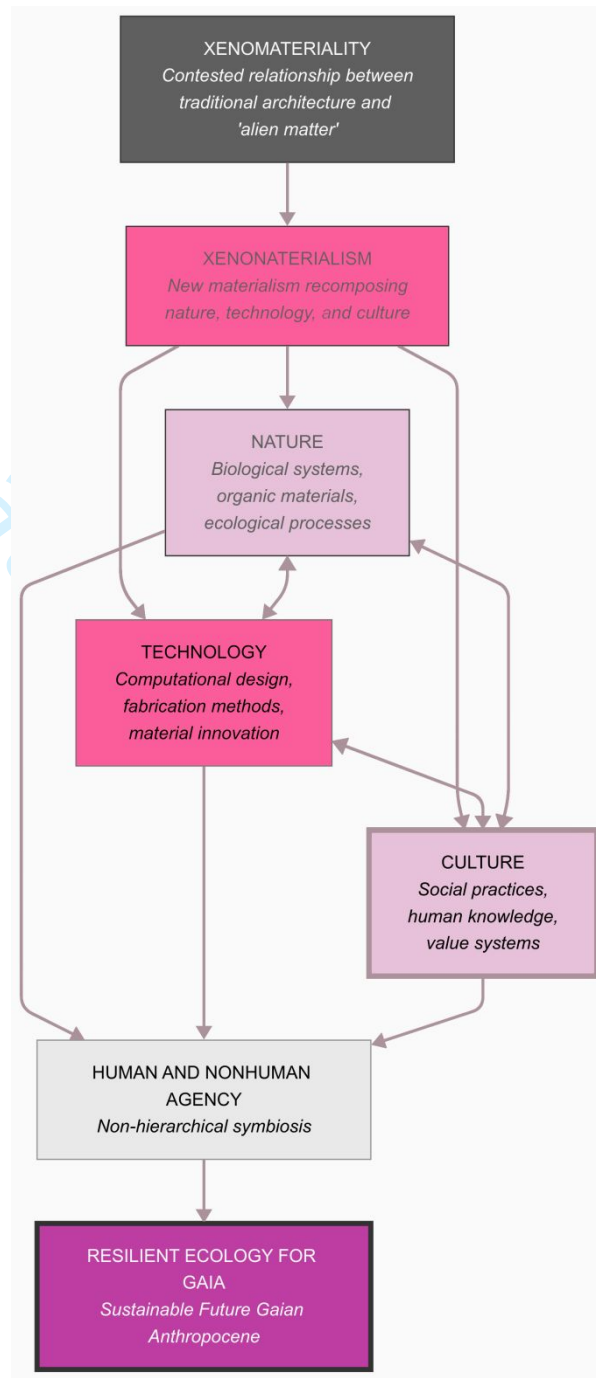 XENOMATERIALITY
Contested relationship between
traditional architecture and
'alien matter'
XENONATERIALISM
New materialism recomposing
nature, technology, and culture
NATURE
Biological systems,
organic materials,
ecological processes
TECHNOLOGY
Computational design,
fabrication methods,
material innovation
CULTURE
Social practices,
human knowledge,
value systems
HUMAN AND NONHUMAN
AGENCY
Non-hierarchical symbiosis
RESILIENT ECOLOGY FOR
GAIA
Sustainable Future Gaian
Anthropocene